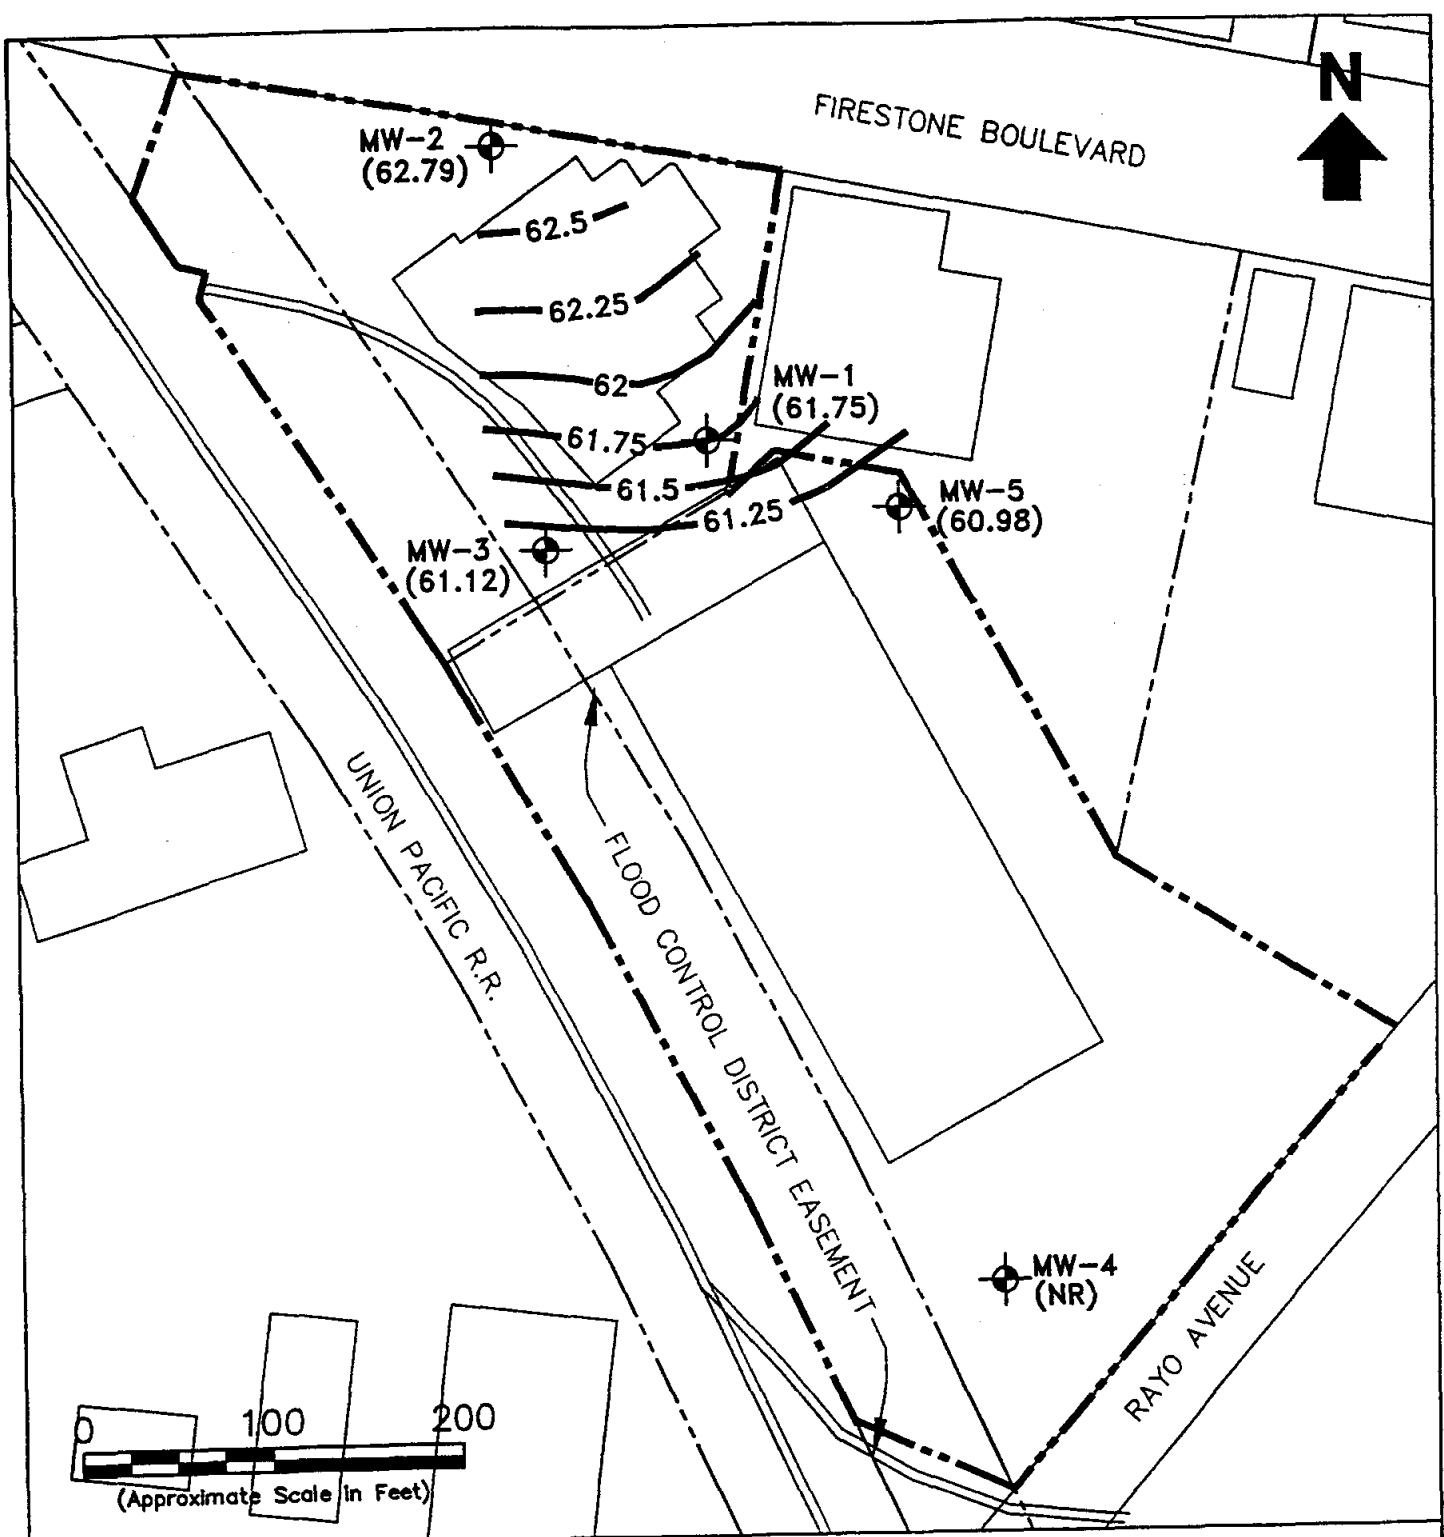 N
FIRESTONE BOULEVARD
MW-2
(62.79)
62.5
62.25
62
MW-1
(61.75)
61.75
61.5
61.25
MW-5
(60.98)
MW-3
(61.12)
UNION PACIFIC R.R.
FLOOD CONTROL DISTRICT EASEMENT
MW-4
(NR)
RAYO AVENUE
0 100 200
(Approximate Scale in Feet)